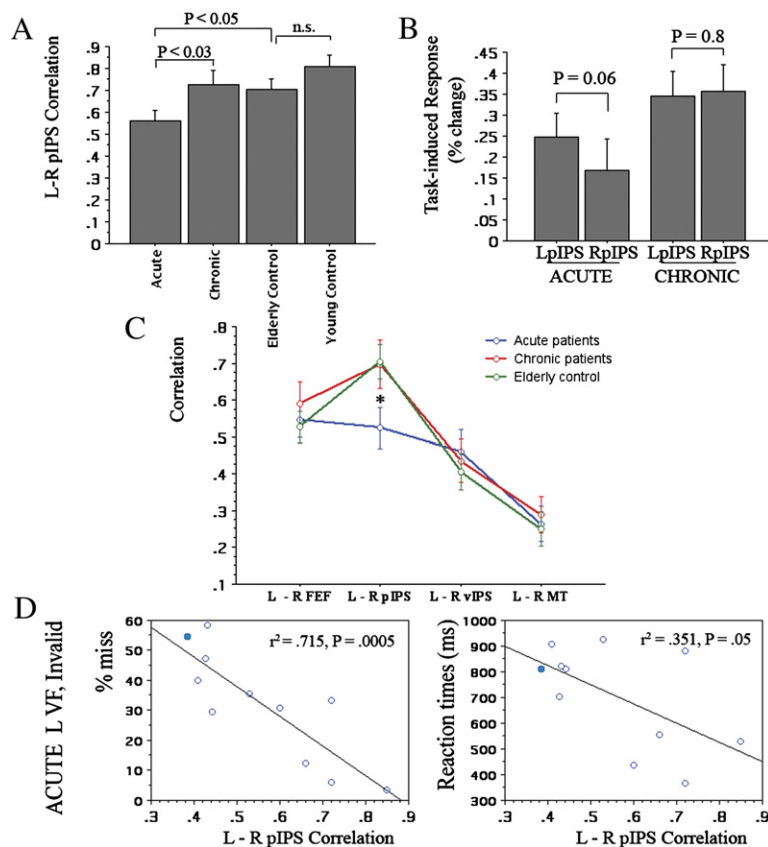 A
P < 0.05
P < 0.03
n.s.
L-R pIPS Correlation
.9
.8
.7
.6
.5
.4
.3
.2
.1
0
Acute
Chronic
Elderly Control
Young Control
B
P = 0.06
P = 0.8
Task-induced Response
(% change)
.45
.4
.35
.3
.25
.2
.15
.1
.05
0
LpIPS RpIPS LpIPS RpIPS
ACUTE CHRONIC
C
Correlation
.8
.7
.6
.5
.4
.3
.2
.1
*
Acute patients
Chronic patients
Elderly control
L - R FEF L - R pIPS L - R vIPS L - R MT
D
ACUTE L VF, Invalid
% miss
60
50
40
30
20
10
0
r² = .715, P = .0005
.3 .4 .5 .6 .7 .8 .9
L - R pIPS Correlation
Reaction times (ms)
1000
900
800
700
600
500
400
300
r² = .351, P = .05
.3 .4 .5 .6 .7 .8 .9
L - R pIPS Correlation